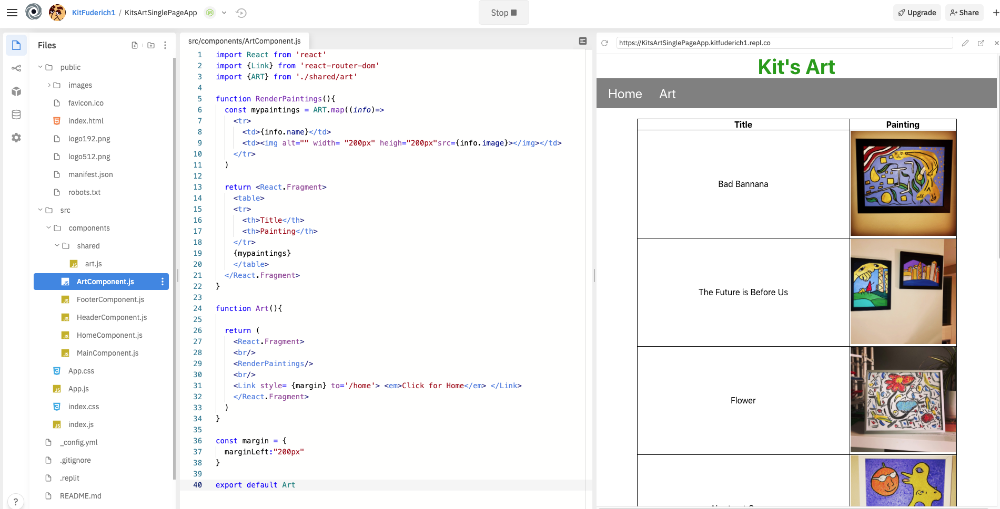 KitFuderich1 / KitsArtSinglePageApp
Stop
Upgrade
Share
Files
public
images
favicon.ico
index.html
logo192.png
logo512.png
manifest.json
robots.txt
src
components
shared
art.js
ArtComponent.js
FooterComponent.js
HeaderComponent.js
HomeComponent.js
MainComponent.js
App.css
App.js
index.css
index.js
_config.yml
.gitignore
.replit
README.md
?
src/components/ArtComponent.js
1 import React from 'react'
2 import {Link} from 'react-router-dom'
3 import {ART} from './shared/art'
4
5 function RenderPaintings(){
6 const mypaintings = ART.map((info)=>
7 <tr>
8 <td>{info.name}</td>
9 <td><img alt="" width= "200px" heigh="200px"src={info.image}></img></td>
10 </tr>
11 )
12
13 return <React.Fragment>
14 <table>
15 <tr>
16 <th>Title</th>
17 <th>Painting</th>
18 </tr>
19 {mypaintings}
20 </table>
21 </React.Fragment>
22 }
23
24 function Art(){
25
26 return (
27 <React.Fragment>
28 <br/>
29 <RenderPaintings/>
30 <br/>
31 <Link style= {margin} to='/home'> <em>Click for Home</em> </Link>
32 </React.Fragment>
33 )
34 }
35
36 const margin = {
37 marginLeft:"200px"
38 }
39
40 export default Art
https://KitsArtSinglePageApp.kitfuderich1.repl.co
Kit's Art
Home Art
Title Painting
Bad Bannana
The Future is Before Us
Flower